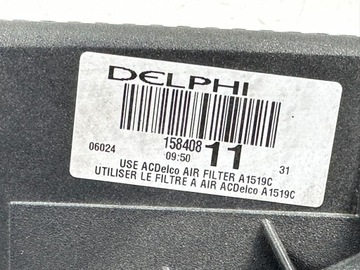 DELPHI
158408 11
06024 09:50 31
USE ACDelco AIR FILTER A1519C
UTILISER LE FILTRE A AIR ACDelco A1519C